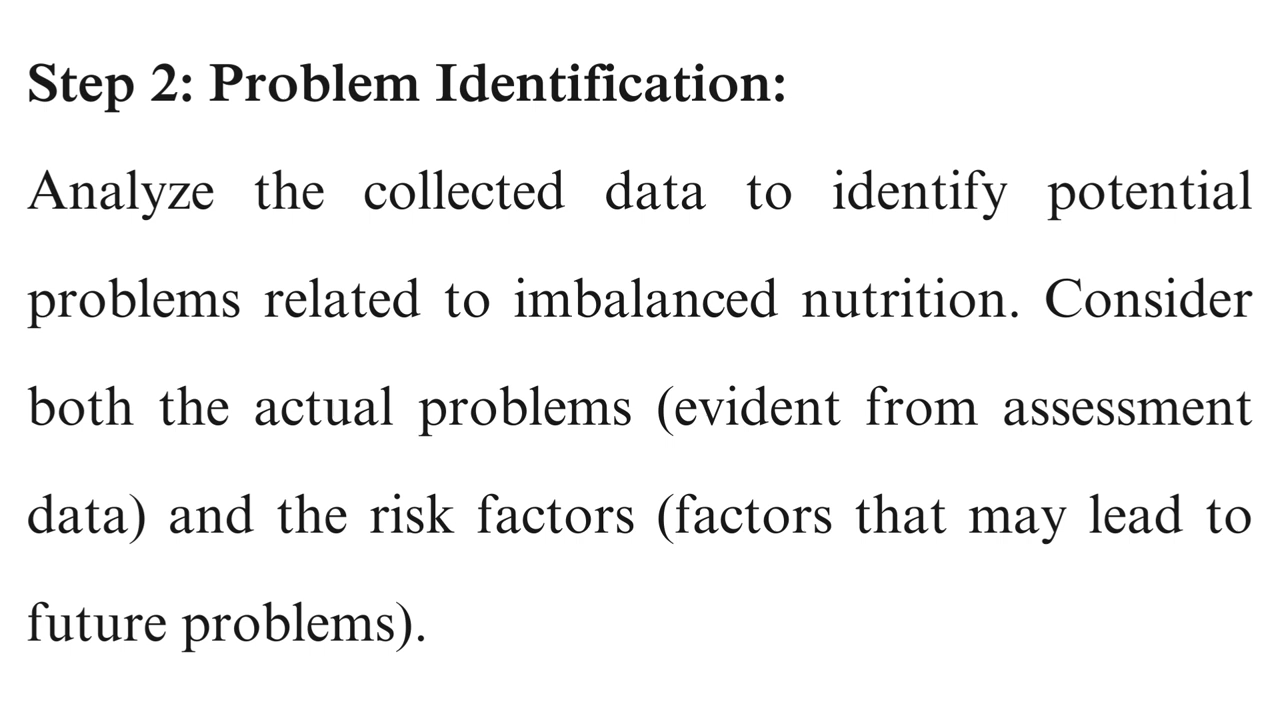 Step 2: Problem Identification:
Analyze the collected data to identify potential
problems related to imbalanced nutrition. Consider
both the actual problems (evident from assessment
data) and the risk factors (factors that may lead to
future problems).